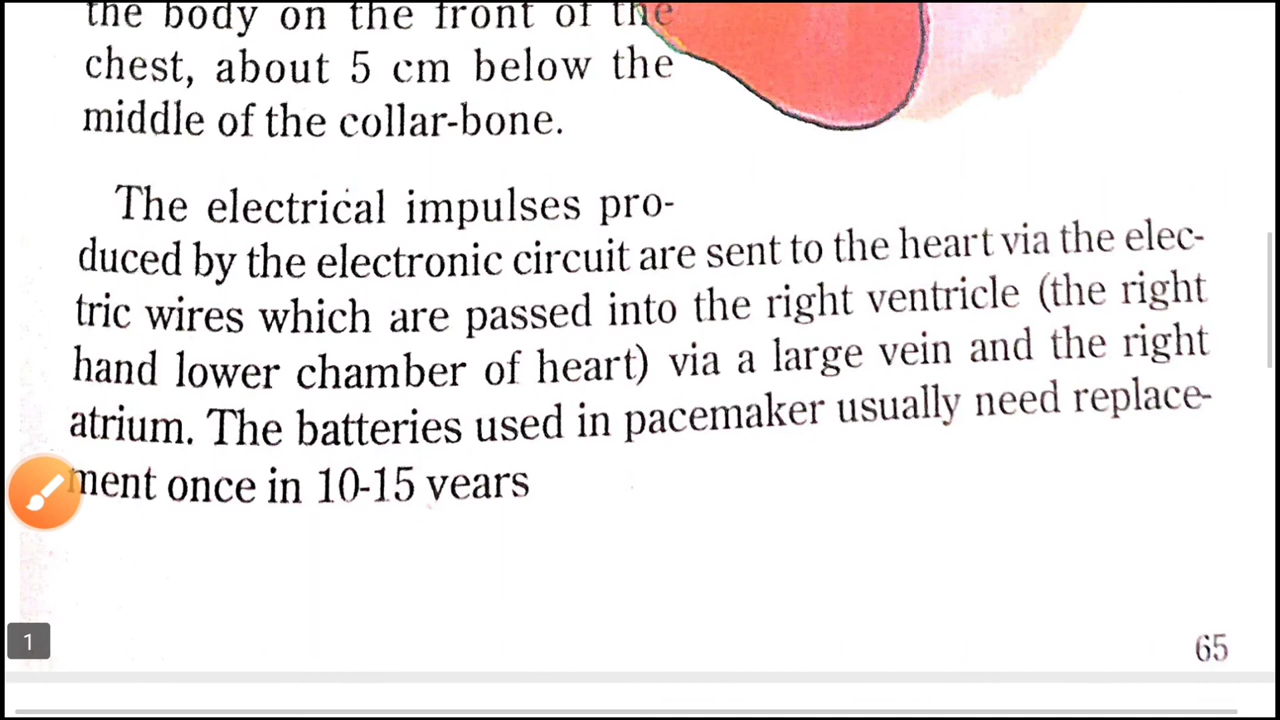 the body on the front of the
chest, about 5 cm below the
middle of the collar-bone.
The electrical impulses pro-
duced by the electronic circuit are sent to the heart via the elec-
tric wires which are passed into the right ventricle (the right
hand lower chamber of heart) via a large vein and the right
atrium. The batteries used in pacemaker usually need replace-
ment once in 10-15 years
1
65